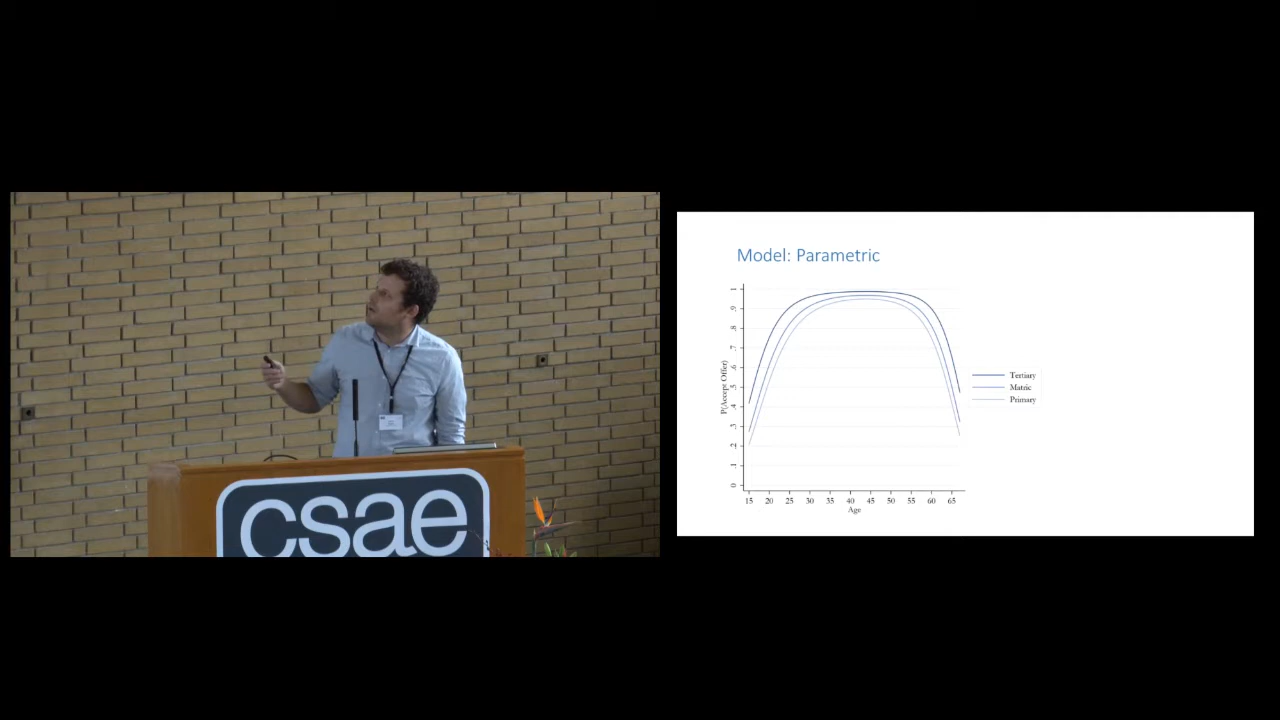 csae
Model: Parametric
P(Accept Offer)
1
.9
.8
.7
.6
.5
.4
.3
.2
.1
0
15 20 25 30 35 40 45 50 55 60 65
Age
Tertiary
Matric
Primary